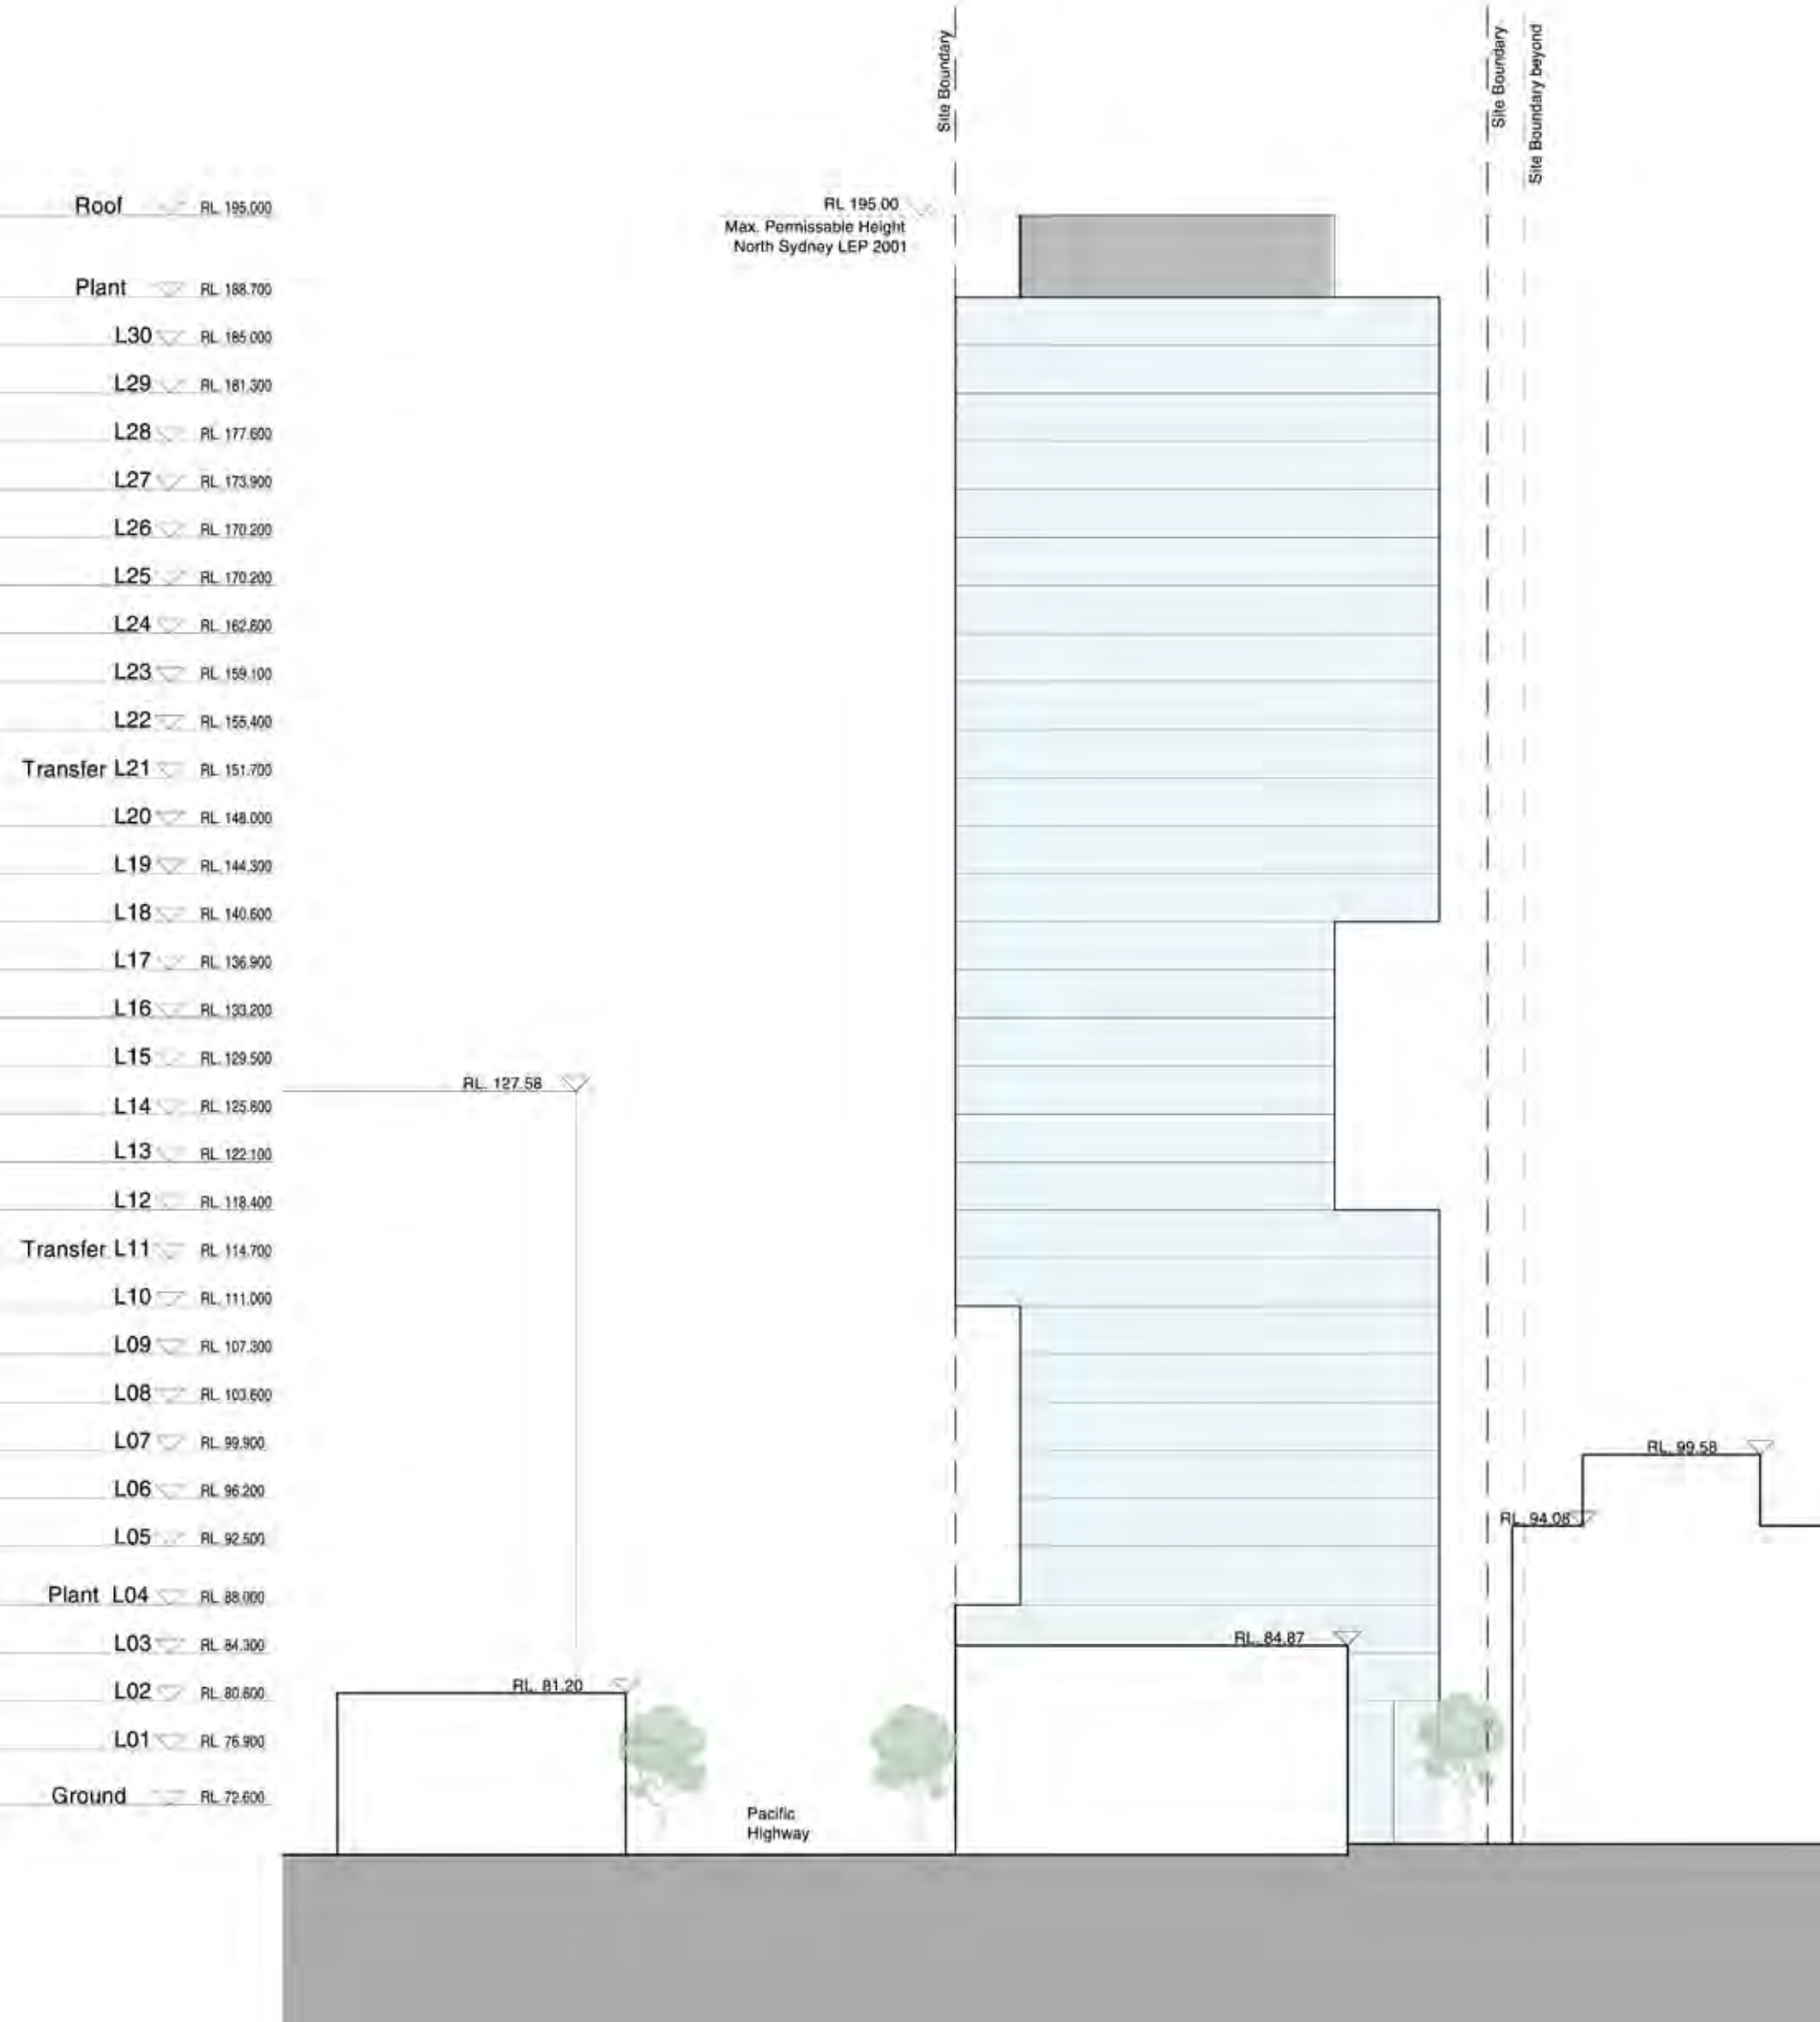 Site Boundary
Site Boundary
Site Boundary beyond
Roof RL 195.000
RL 195.00
Max. Permissable Height
North Sydney LEP 2001
Plant RL 188.700
L30 RL 185.000
L29 RL 181.300
L28 RL 177.600
L27 RL 173.900
L26 RL 170.200
L25 RL 170.200
L24 RL 162.800
L23 RL 159.100
L22 RL 155.400
Transfer L21 RL 151.700
L20 RL 148.000
L19 RL 144.300
L18 RL 140.600
L17 RL 136.900
L16 RL 133.200
L15 RL 129.500
RL. 127.58
L14 RL 125.800
L13 RL 122.100
L12 RL 118.400
Transfer L11 RL 114.700
L10 RL 111.000
L09 RL 107.300
L08 RL 103.600
L07 RL 99.900
RL. 99.58
L06 RL 96.200
RL. 94.08
L05 RL 92.500
Plant L04 RL 88.000
L03 RL 84.300
RL. 84.87
L02 RL 80.600
RL. 81.20
L01 RL 76.900
Ground RL 72.600
Pacific
Highway